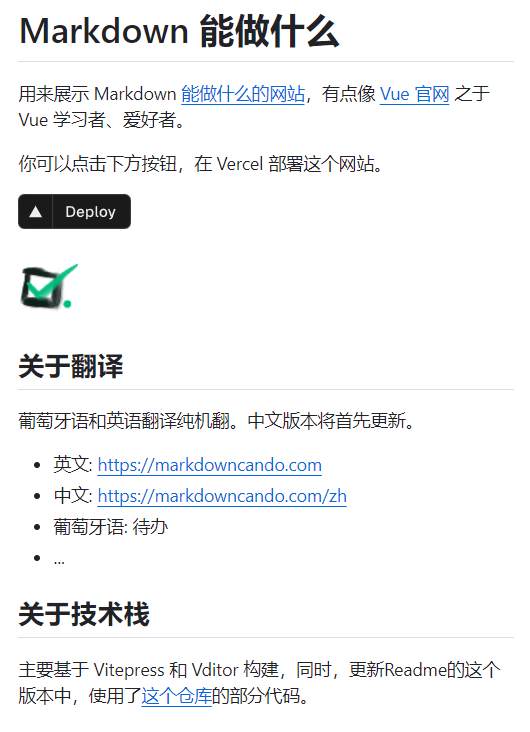 Markdown 能做什么
用来展示 Markdown 能做什么的网站，有点像 Vue 官网 之于
Vue 学习者、爱好者。
你可以点击下方按钮，在 Vercel 部署这个网站。
Deploy
关于翻译
葡萄牙语和英语翻译纯机翻。中文版本将首先更新。
英文: https://markdowncando.com
中文: https://markdowncando.com/zh
葡萄牙语: 待办
...
关于技术栈
主要基于 Vitepress 和 Vditor 构建，同时，更新Readme的这个
版本中，使用了这个仓库的部分代码。